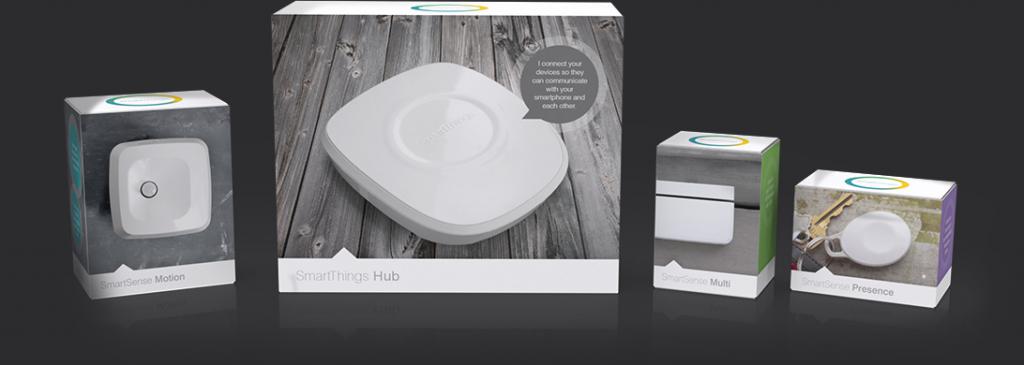 I connect your
devices so they
can communicate
with your
smartphone and
each other.
SmartSense Motion
SmartThings Hub
SmartSense Multi
SmartSense Presence